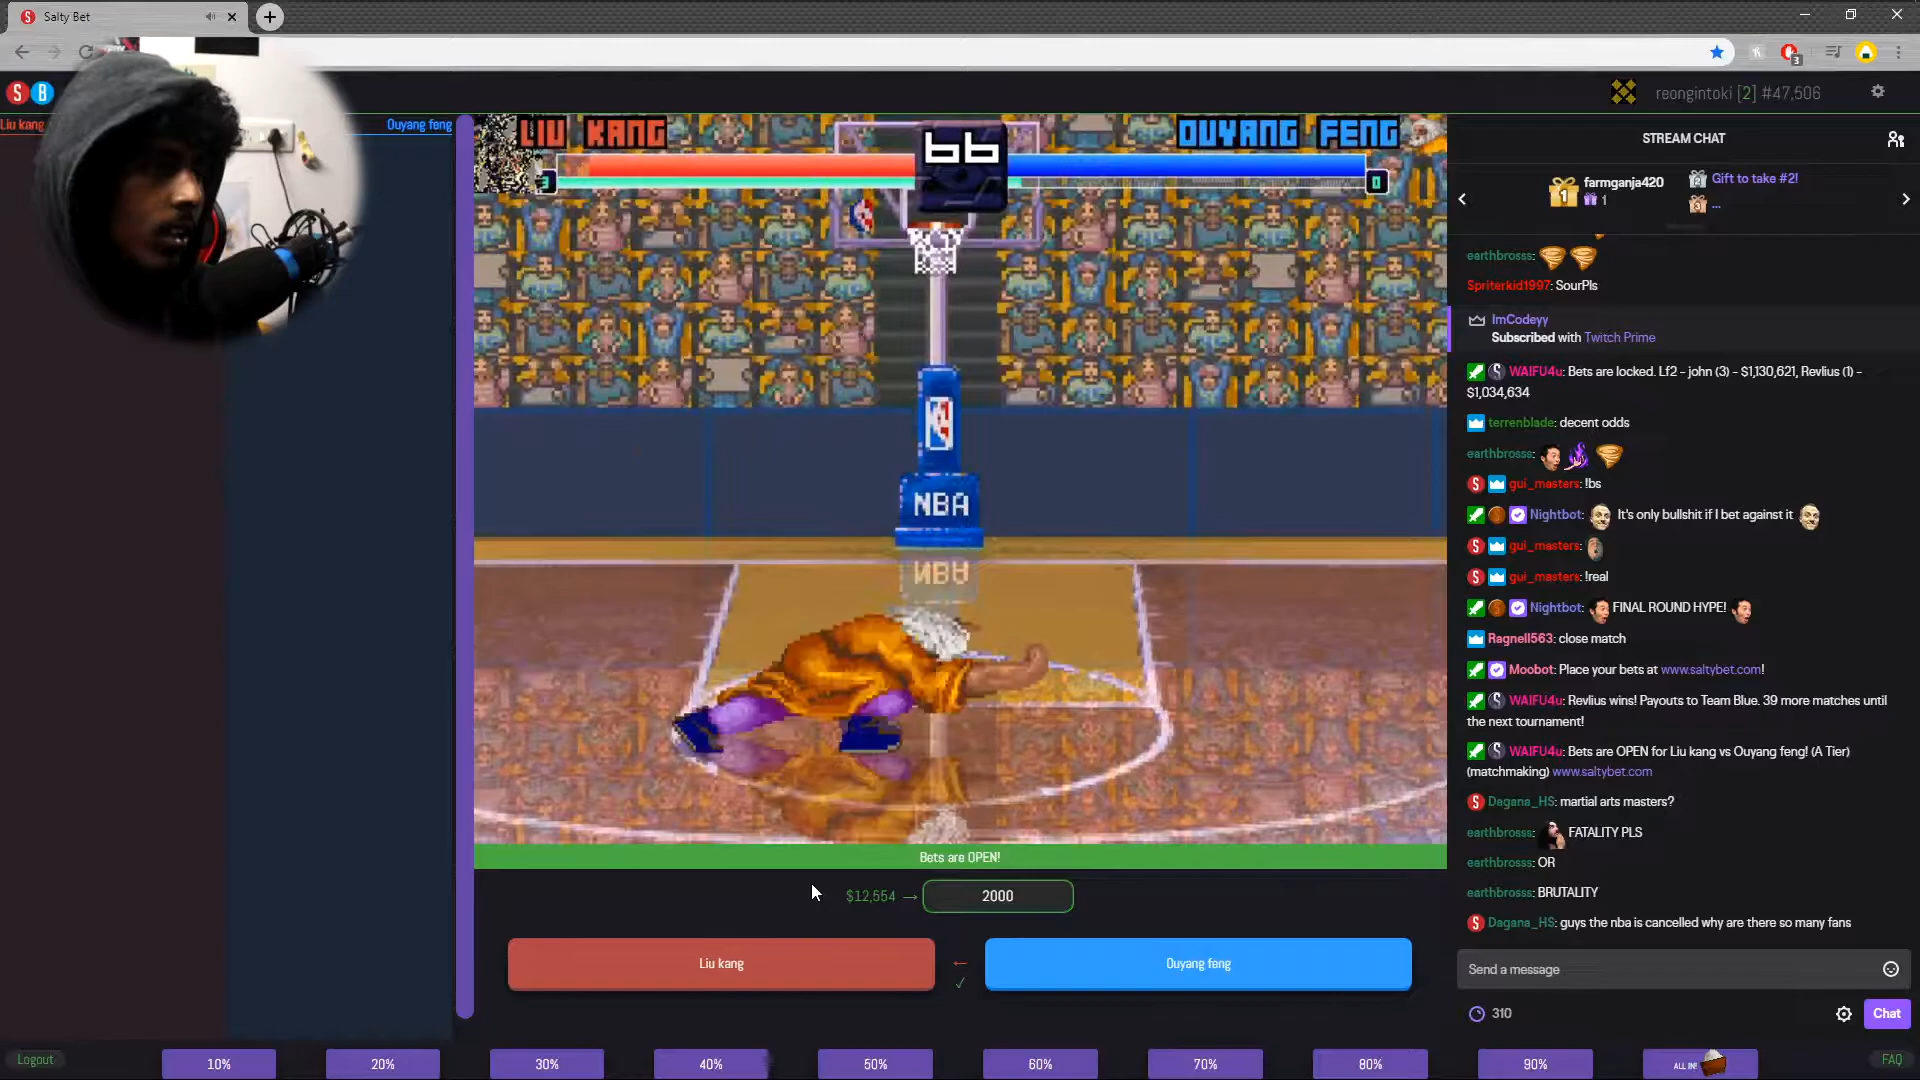 Salty Bet
S B
reongintoki [2] #47,506
Liu kang
Ouyang feng
LIU KANG
66
OUYANG FENG
3
0
NBA
NBA
Bets are OPEN!
$12,554 → 2000
Liu kang
← 
✓
Ouyang feng
Logout
10%
20%
30%
40%
50%
60%
70%
80%
90%
ALL IN!
FAQ
STREAM CHAT
1
farmganja420
1
2
Gift to take #2!
3
...
earthbrosss:
Spriterkid1997: SourPls
ImCodeyy
Subscribed with Twitch Prime
WAIFU4u: Bets are locked. Lf2 - john (3) - $1,130,621, Revlius (1) -
$1,034,634
terrenblade: decent odds
earthbrosss:
gui_masters: !bs
Nightbot: It's only bullshit if I bet against it
gui_masters:
gui_masters: !real
Nightbot: FINAL ROUND HYPE!
Ragnell563: close match
Moobot: Place your bets at www.saltybet.com!
WAIFU4u: Revlius wins! Payouts to Team Blue. 39 more matches until
the next tournament!
WAIFU4u: Bets are OPEN for Liu kang vs Ouyang feng! (A Tier)
(matchmaking) www.saltybet.com
Dagana_HS: martial arts masters?
earthbrosss: FATALITY PLS
earthbrosss: OR
earthbrosss: BRUTALITY
Dagana_HS: guys the nba is cancelled why are there so many fans
Send a message
310
Chat